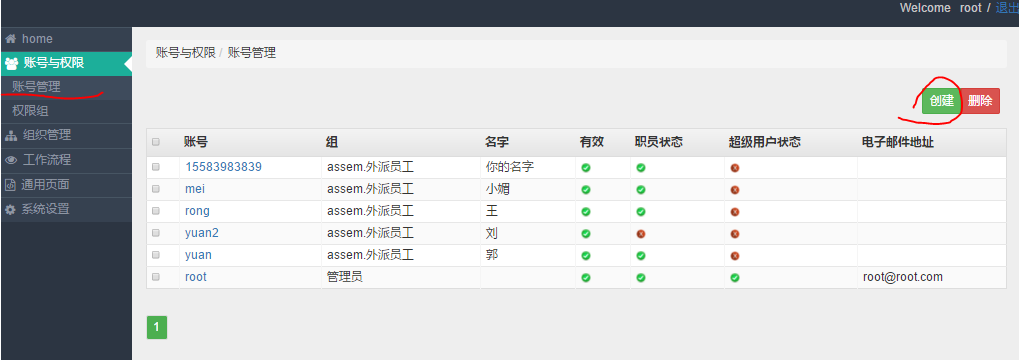 Welcome root / 退出
home
账号与权限
账号管理
权限组
组织管理
工作流程
通用页面
系统设置
账号与权限 / 账号管理
创建 删除
账号 组 名字 有效 职员状态 超级用户状态 电子邮件地址
15583983839 assem.外派员工 你的名字
mei assem.外派员工 小媚
rong assem.外派员工 王
yuan2 assem.外派员工 刘
yuan assem.外派员工 郭
root 管理员 root@root.com
1